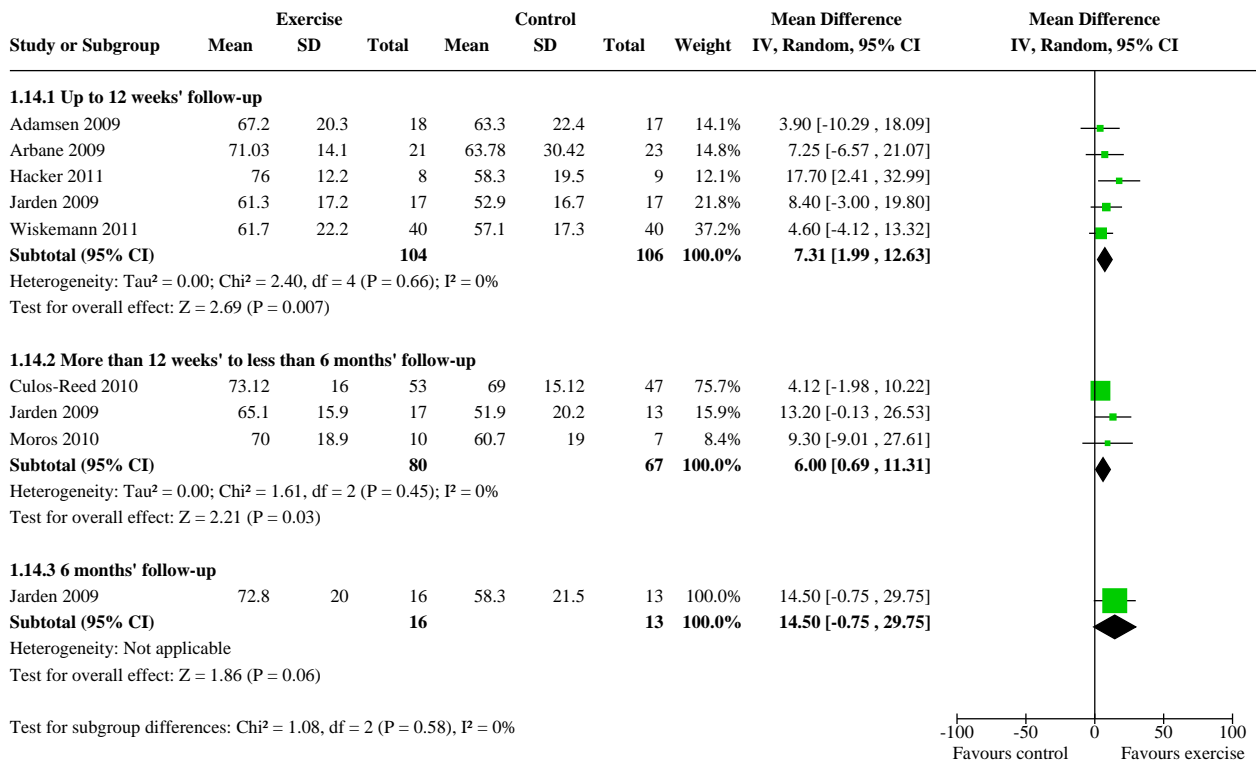 Exercise Control Mean Difference Mean Difference
Study or Subgroup Mean SD Total Mean SD Total Weight IV, Random, 95% CI IV, Random, 95% CI
1.14.1 Up to 12 weeks' follow-up
Adamsen 2009 67.2 20.3 18 63.3 22.4 17 14.1% 3.90 [-10.29 , 18.09]
Arbane 2009 71.03 14.1 21 63.78 30.42 23 14.8% 7.25 [-6.57 , 21.07]
Hacker 2011 76 12.2 8 58.3 19.5 9 12.1% 17.70 [2.41 , 32.99]
Jarden 2009 61.3 17.2 17 52.9 16.7 17 21.8% 8.40 [-3.00 , 19.80]
Wiskemann 2011 61.7 22.2 40 57.1 17.3 40 37.2% 4.60 [-4.12 , 13.32]
Subtotal (95% CI) 104 106 100.0% 7.31 [1.99 , 12.63]
Heterogeneity: Tau² = 0.00; Chi² = 2.40, df = 4 (P = 0.66); I² = 0%
Test for overall effect: Z = 2.69 (P = 0.007)
1.14.2 More than 12 weeks' to less than 6 months' follow-up
Culos-Reed 2010 73.12 16 53 69 15.12 47 75.7% 4.12 [-1.98 , 10.22]
Jarden 2009 65.1 15.9 17 51.9 20.2 13 15.9% 13.20 [-0.13 , 26.53]
Moros 2010 70 18.9 10 60.7 19 7 8.4% 9.30 [-9.01 , 27.61]
Subtotal (95% CI) 80 67 100.0% 6.00 [0.69 , 11.31]
Heterogeneity: Tau² = 0.00; Chi² = 1.61, df = 2 (P = 0.45); I² = 0%
Test for overall effect: Z = 2.21 (P = 0.03)
1.14.3 6 months' follow-up
Jarden 2009 72.8 20 16 58.3 21.5 13 100.0% 14.50 [-0.75 , 29.75]
Subtotal (95% CI) 16 13 100.0% 14.50 [-0.75 , 29.75]
Heterogeneity: Not applicable
Test for overall effect: Z = 1.86 (P = 0.06)
Test for subgroup differences: Chi² = 1.08, df = 2 (P = 0.58), I² = 0%
-100 -50 0 50 100
Favours control Favours exercise